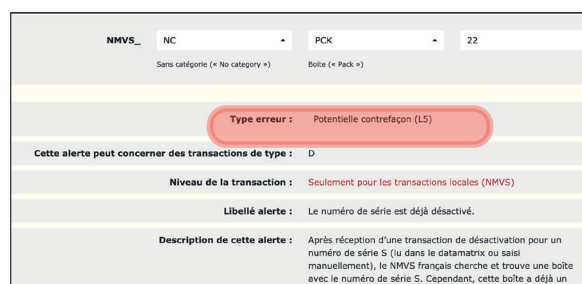 NMVS_ NC PCK 22
Sans catégorie (« No category ») Boite (« Pack »)
Type erreur : Potentielle contrefaçon (L5)
Cette alerte peut concerner des transactions de type : D
Niveau de la transaction : Seulement pour les transactions locales (NMVS)
Libellé alerte : Le numéro de série est déjà désactivé.
Description de cette alerte : Après réception d'une transaction de désactivation pour un
numéro de série S (lu dans le datamatrix ou saisi
manuellement), le NMVS français cherche et trouve une boîte
avec le numéro de série S. Cependant, cette boîte a déjà un